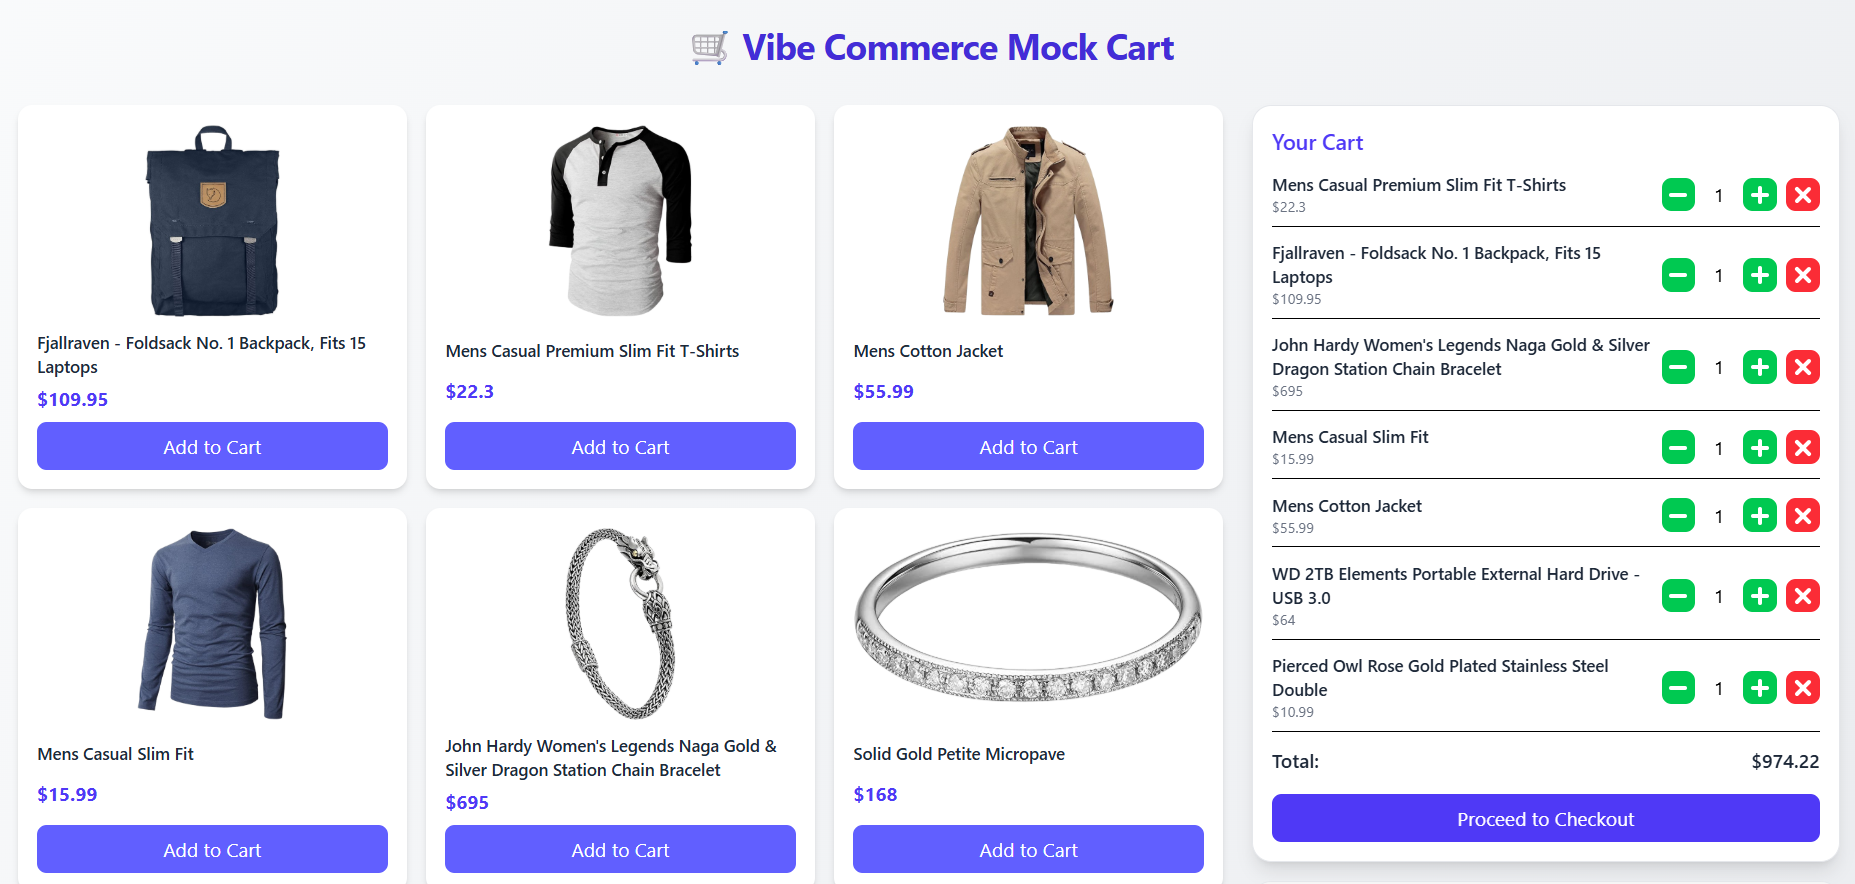 Vibe Commerce Mock Cart
Fjallraven - Foldsack No. 1 Backpack, Fits 15
Laptops
$109.95
Add to Cart
Mens Casual Premium Slim Fit T-Shirts
$22.3
Add to Cart
Mens Cotton Jacket
$55.99
Add to Cart
Mens Casual Slim Fit
$15.99
Add to Cart
John Hardy Women's Legends Naga Gold &
Silver Dragon Station Chain Bracelet
$695
Add to Cart
Solid Gold Petite Micropave
$168
Add to Cart
Your Cart
Mens Casual Premium Slim Fit T-Shirts
$22.3
1
Fjallraven - Foldsack No. 1 Backpack, Fits 15
Laptops
$109.95
1
John Hardy Women's Legends Naga Gold & Silver
Dragon Station Chain Bracelet
$695
1
Mens Casual Slim Fit
$15.99
1
Mens Cotton Jacket
$55.99
1
WD 2TB Elements Portable External Hard Drive -
USB 3.0
$64
1
Pierced Owl Rose Gold Plated Stainless Steel
Double
$10.99
1
Total: $974.22
Proceed to Checkout